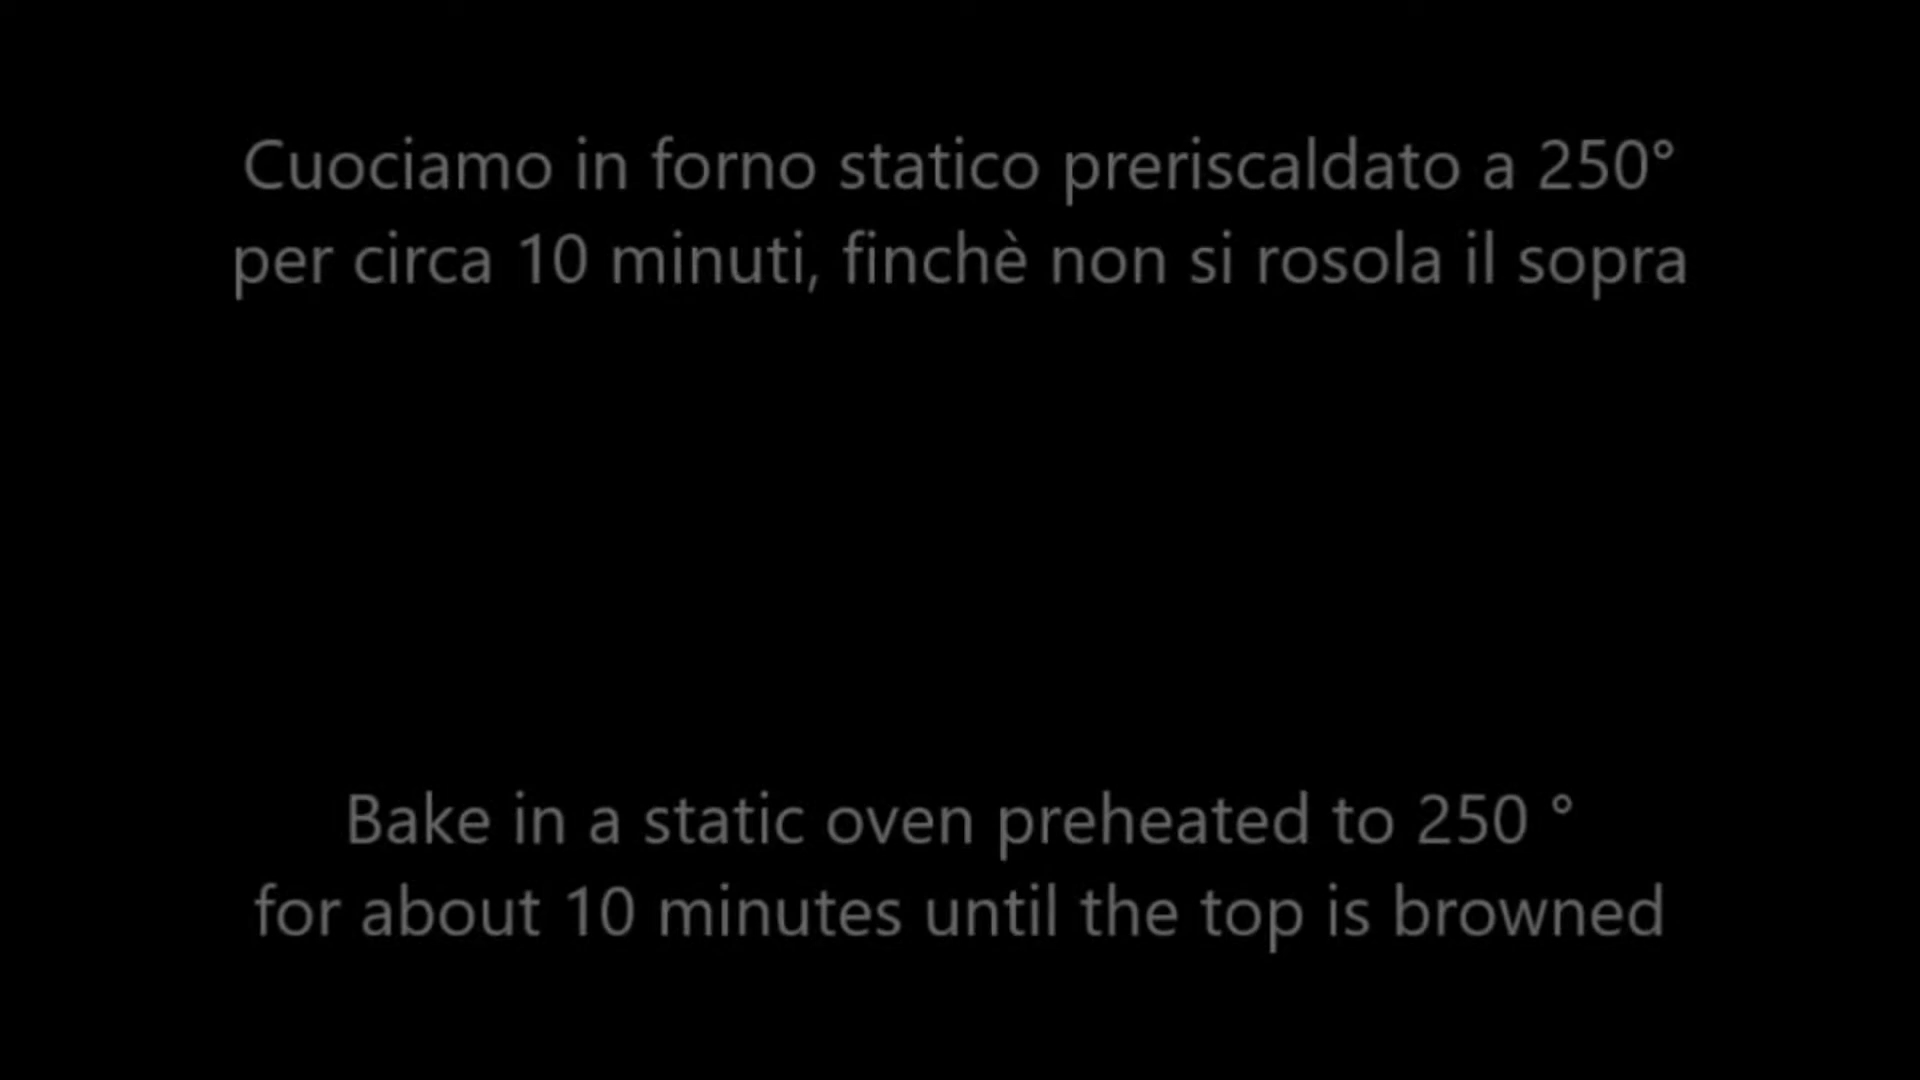 Cuociamo in forno statico preriscaldato a 250°
per circa 10 minuti, finchè non si rosola il sopra
Bake in a static oven preheated to 250 °
for about 10 minutes until the top is browned